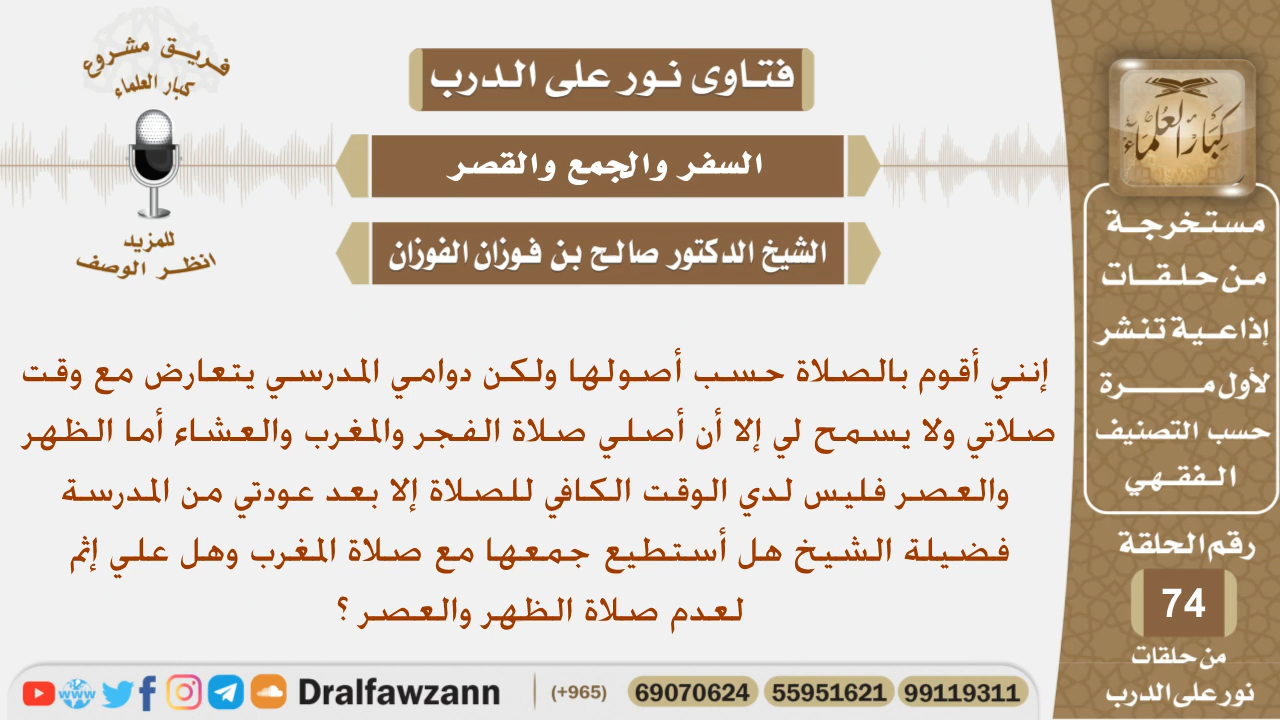 فتاوى نور على الدرب
السفر والجمع والقصر
الشيخ الدكتور صالح بن فوزان الفوزان
فريق مشروع
كبار العلماء
للمزيد
انظر الوصف
إنني أقوم بالصلاة حسب أصولها ولكن دوامي المدرسي يتعارض مع وقت
صلاتي ولا يسمح لي إلا أن أصلي صلاة الفجر والمغرب والعشاء أما الظهر
والعصر فليس لدي الوقت الكافي للصلاة إلا بعد عودتي من المدرسة
فضيلة الشيخ هل أستطيع جمعها مع صلاة المغرب وهل علي إثم
لعدم صلاة الظهر والعصر ؟
كبار العلماء
مستخرجة
من حلقات
إذاعية تنشر
لأول مرة
حسب التصنيف
الفقهي
رقم الحلقة
74
من حلقات
نور على الدرب
www
Dralfawzann
(+965) 69070624 55951621 99119311